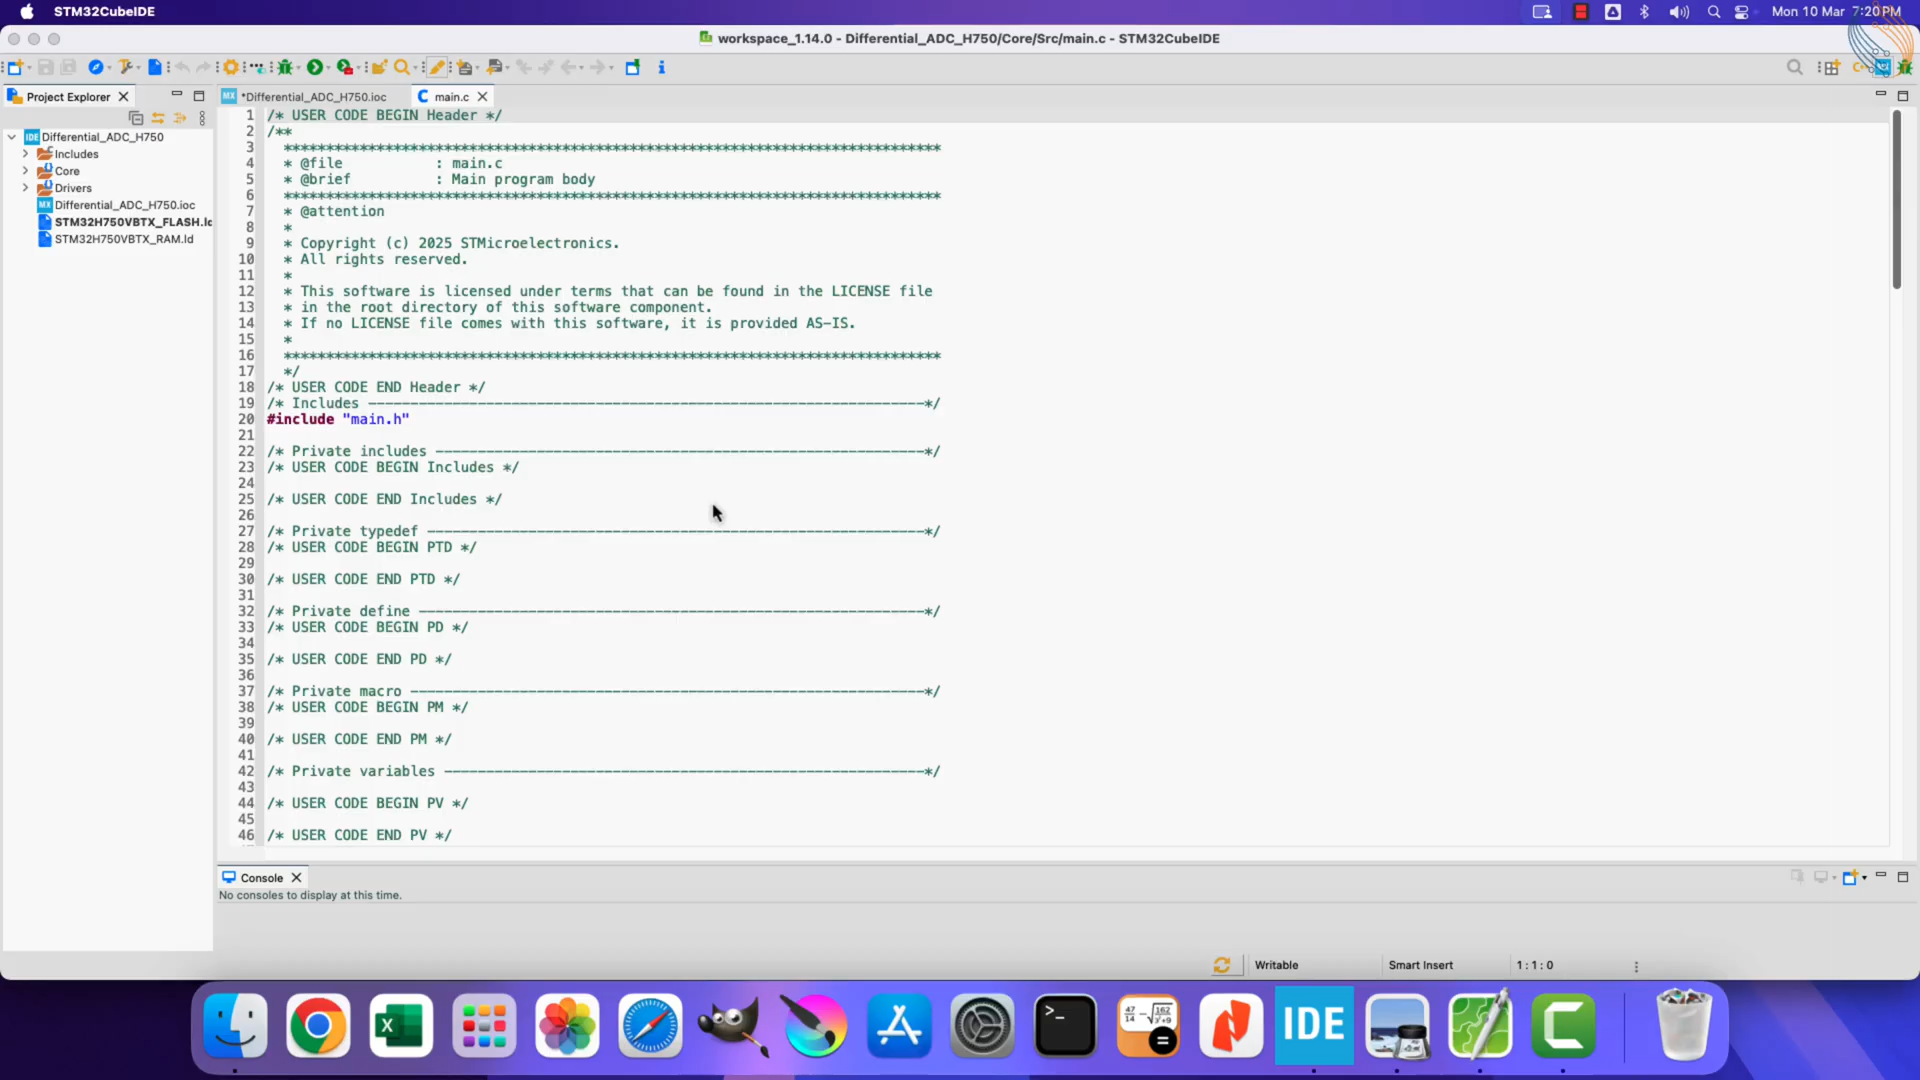 STM32CubeIDE
Mon 10 Mar 7:20 PM
workspace_1.14.0 - Differential_ADC_H750/Core/Src/main.c - STM32CubeIDE
Project Explorer
*Differential_ADC_H750.ioc
main.c
Differential_ADC_H750
Includes
Core
Drivers
Differential_ADC_H750.ioc
STM32H750VBTX_FLASH.ld
STM32H750VBTX_RAM.ld
1 /* USER CODE BEGIN Header */
2 /**
3 ******************************************************************************
4 * @file : main.c
5 * @brief : Main program body
6 ******************************************************************************
7 * @attention
8 *
9 * Copyright (c) 2025 STMicroelectronics.
10 * All rights reserved.
11 *
12 * This software is licensed under terms that can be found in the LICENSE file
13 * in the root directory of this software component.
14 * If no LICENSE file comes with this software, it is provided AS-IS.
15 *
16 ******************************************************************************
17 */
18 /* USER CODE END Header */
19 /* Includes ------------------------------------------------------------------*/
20 #include "main.h"
21
22 /* Private includes ----------------------------------------------------------*/
23 /* USER CODE BEGIN Includes */
24
25 /* USER CODE END Includes */
26
27 /* Private typedef -----------------------------------------------------------*/
28 /* USER CODE BEGIN PTD */
29
30 /* USER CODE END PTD */
31
32 /* Private define ------------------------------------------------------------*/
33 /* USER CODE BEGIN PD */
34
35 /* USER CODE END PD */
36
37 /* Private macro -------------------------------------------------------------*/
38 /* USER CODE BEGIN PM */
39
40 /* USER CODE END PM */
41
42 /* Private variables ---------------------------------------------------------*/
43
44 /* USER CODE BEGIN PV */
45
46 /* USER CODE END PV */
Console
No consoles to display at this time.
Writable
Smart Insert
1 : 1 : 0
IDE